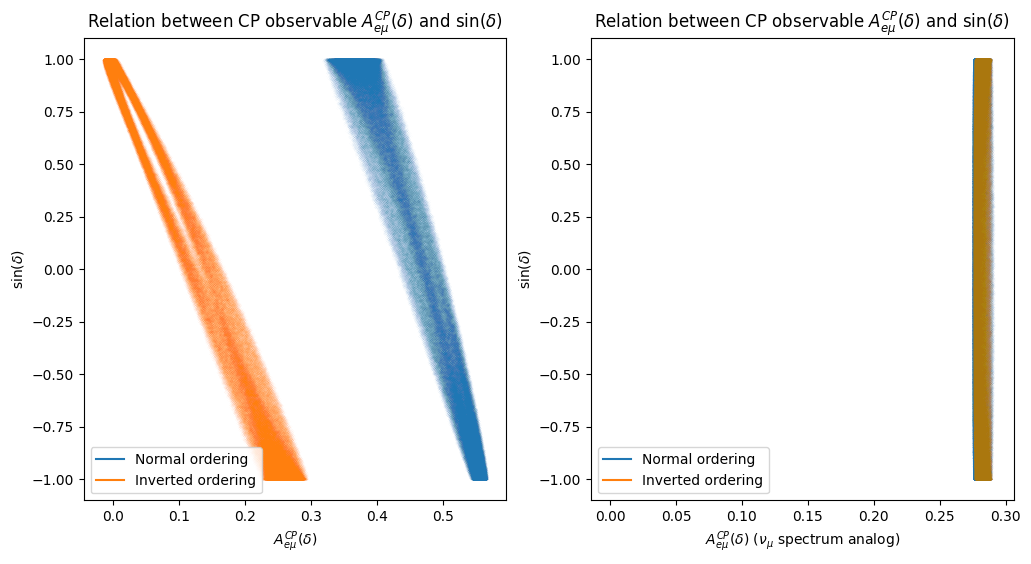 Relation between CP observable $A_{e\mu}^{CP}(\delta)$ and sin($\delta$)
1.00
0.75
0.50
0.25
0.00
−0.25
−0.50
−0.75
−1.00
sin($\delta$)
Normal ordering
Inverted ordering
0.0 0.1 0.2 0.3 0.4 0.5
$A_{e\mu}^{CP}(\delta)$
Relation between CP observable $A_{e\mu}^{CP}(\delta)$ and sin($\delta$)
1.00
0.75
0.50
0.25
0.00
−0.25
−0.50
−0.75
−1.00
sin($\delta$)
Normal ordering
Inverted ordering
0.00 0.05 0.10 0.15 0.20 0.25 0.30
$A_{e\mu}^{CP}(\delta)$ ($\nu_\mu$ spectrum analog)